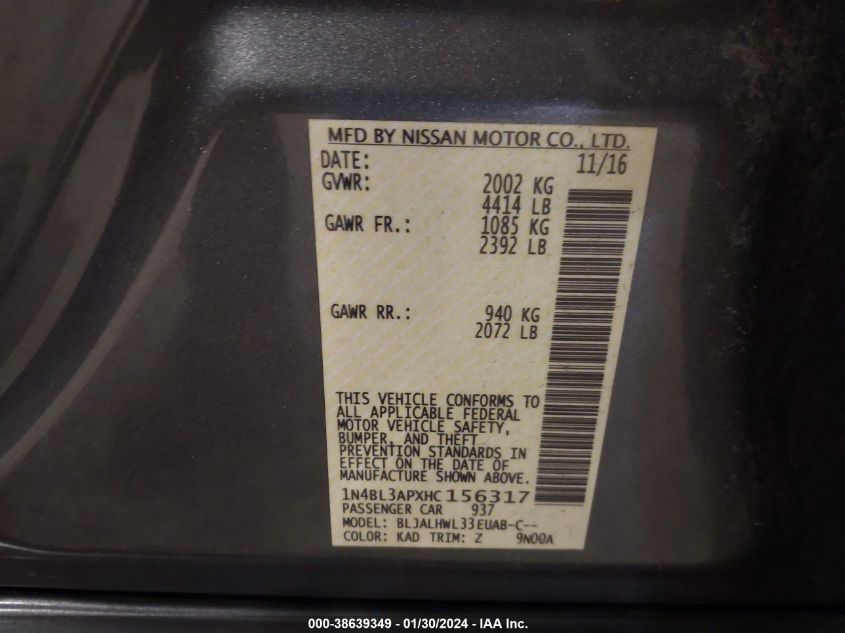 MFD BY NISSAN MOTOR CO., LTD.
DATE: 11/16
GVWR: 2002 KG
4414 LB
GAWR FR.: 1085 KG
2392 LB
GAWR RR.: 940 KG
2072 LB
THIS VEHICLE CONFORMS TO
ALL APPLICABLE FEDERAL
MOTOR VEHICLE SAFETY,
BUMPER, AND THEFT
PREVENTION STANDARDS IN
EFFECT ON THE DATE OF
MANUFACTURE SHOWN ABOVE.
1N4BL3APXHC156317
PASSENGER CAR 937
MODEL: BLJALHWL33EUAB-C--
COLOR: KAD TRIM: Z 9N00A
000-38639349 - 01/30/2024 - IAA Inc.